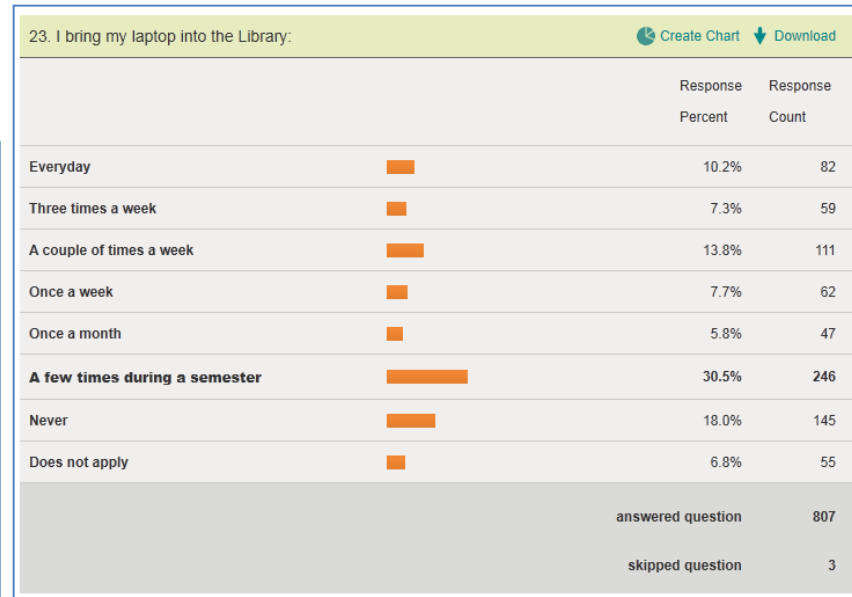 23. I bring my laptop into the Library: Create Chart Download
Response Response
Percent Count
Everyday 10.2% 82
Three times a week 7.3% 59
A couple of times a week 13.8% 111
Once a week 7.7% 62
Once a month 5.8% 47
A few times during a semester 30.5% 246
Never 18.0% 145
Does not apply 6.8% 55
answered question 807
skipped question 3